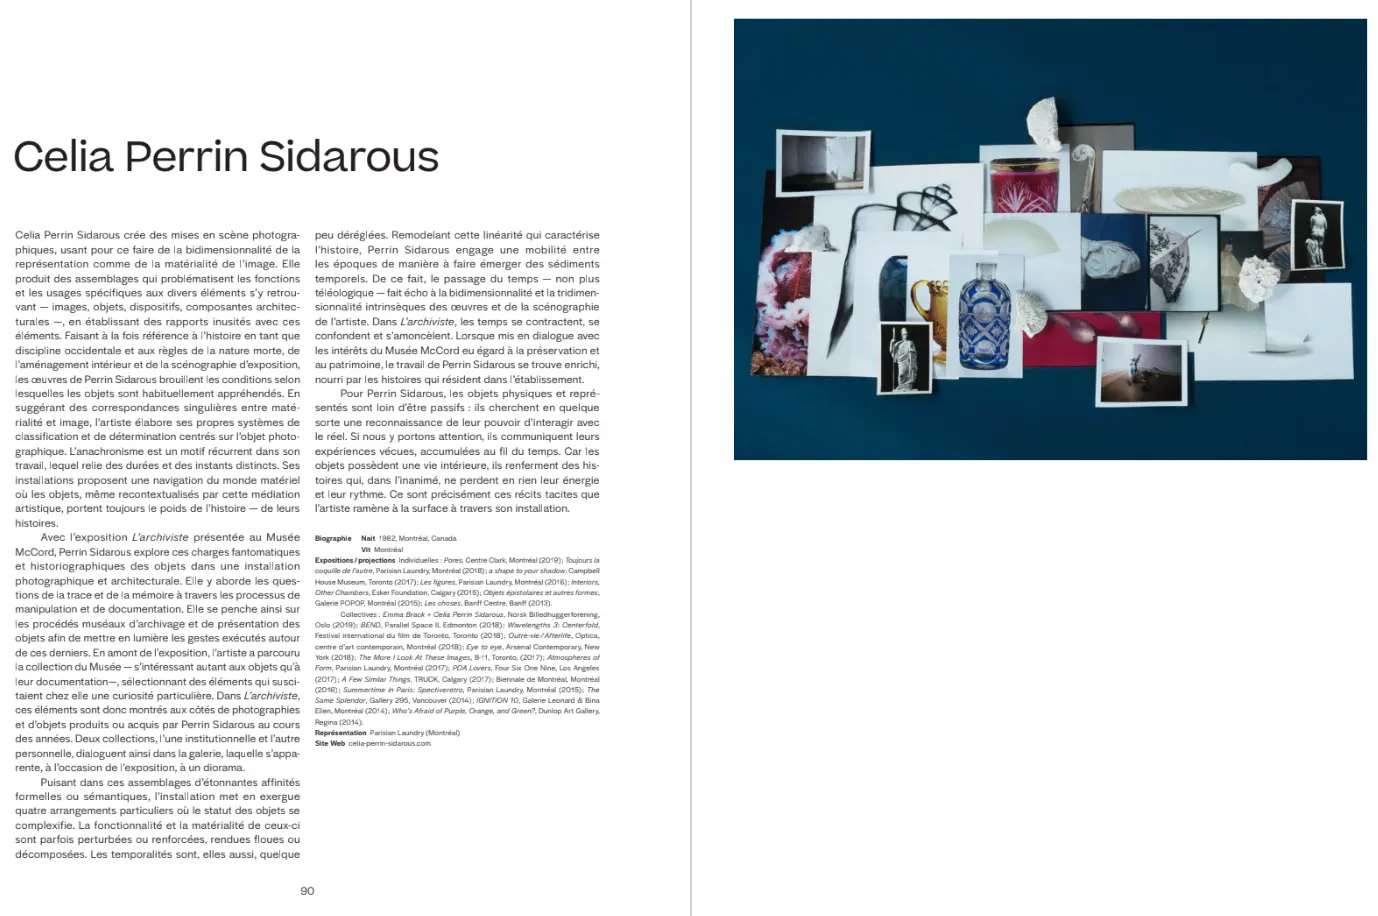 Celia Perrin Sidarous
Celia Perrin Sidarous crée des mises en scène photogra-
phiques, usant pour ce faire de la bidimensionnalité de la
représentation comme de la matérialité de l'image. Elle
produit des assemblages qui problématisent les fonctions
et les usages spécifiques aux divers éléments s'y retrou-
vant — images, objets, dispositifs, composantes architec-
turales —, en établissant des rapports inusités avec ces
éléments. Faisant à la fois référence à l'histoire en tant que
discipline occidentale et aux règles de la nature morte, de
l'aménagement intérieur et de la scénographie d'exposition,
les œuvres de Perrin Sidarous brouillent les conditions selon
lesquelles les objets sont habituellement appréhendés. En
suggérant des correspondances singulières entre maté-
rialité et image, l'artiste élabore ses propres systèmes de
classification et de détermination centrés sur l'objet photo-
graphique. L'anachronisme est un motif récurrent dans son
travail, lequel relie des durées et des instants distincts. Ses
installations proposent une navigation du monde matériel
où les objets, même recontextualisés par cette médiation
artistique, portent toujours le poids de l'histoire — de leurs
histoires.
Avec l'exposition L'archiviste présentée au Musée
McCord, Perrin Sidarous explore ces charges fantomatiques
et historiographiques des objets dans une installation
photographique et architecturale. Elle y aborde les ques-
tions de la trace et de la mémoire à travers les processus de
manipulation et de documentation. Elle se penche ainsi sur
les procédés muséaux d'archivage et de présentation des
objets afin de mettre en lumière les gestes exécutés autour
de ces derniers. En amont de l'exposition, l'artiste a parcouru
la collection du Musée — s'intéressant autant aux objets qu'à
leur documentation—, sélectionnant des éléments qui susci-
taient chez elle une curiosité particulière. Dans L'archiviste,
ces éléments sont donc montrés aux côtés de photographies
et d'objets produits ou acquis par Perrin Sidarous au cours
des années. Deux collections, l'une institutionnelle et l'autre
personnelle, dialoguent ainsi dans la galerie, laquelle s'appa-
rente, à l'occasion de l'exposition, à un diorama.
Puisant dans ces assemblages d'étonnantes affinités
formelles ou sémantiques, l'installation met en exergue
quatre arrangements particuliers où le statut des objets se
complexifie. La fonctionnalité et la matérialité de ceux-ci
sont parfois perturbées ou renforcées, rendues floues ou
décomposées. Les temporalités sont, elles aussi, quelque
peu déréglées. Remodelant cette linéarité qui caractérise
l'histoire, Perrin Sidarous engage une mobilité entre
les époques de manière à faire émerger des sédiments
temporels. De ce fait, le passage du temps — non plus
téléologique — fait écho à la bidimensionnalité et la tridimen-
sionnalité intrinsèques des œuvres et de la scénographie
de l'artiste. Dans L'archiviste, les temps se contractent, se
confondent et s'amoncèlent. Lorsque mis en dialogue avec
les intérêts du Musée McCord eu égard à la préservation et
au patrimoine, le travail de Perrin Sidarous se trouve enrichi,
nourri par les histoires qui résident dans l'établissement.
Pour Perrin Sidarous, les objets physiques et repré-
sentés sont loin d'être passifs : ils cherchent en quelque
sorte une reconnaissance de leur pouvoir d'interagir avec
le réel. Si nous y portons attention, ils communiquent leurs
expériences vécues, accumulées au fil du temps. Car les
objets possèdent une vie intérieure, ils renferment des his-
toires qui, dans l'inanimé, ne perdent en rien leur énergie
et leur rythme. Ce sont précisément ces récits tacites que
l'artiste ramène à la surface à travers son installation.
Biographie Naît 1982, Montréal, Canada
Vit Montréal
Expositions / projections Individuelles : Pores, Centre Clark, Montréal (2019) ; Toujours la
coquille de l'autre, Parisian Laundry, Montréal (2018) ; a shape to your shadow, Campbell
House Museum, Toronto (2017) ; Les figures, Parisian Laundry, Montréal (2016) ; Interiors,
Other Chambers, Esker Foundation, Calgary (2015) ; Objets épistolaires et autres formes,
Galerie POPOP, Montréal (2015) ; Les choses, Banff Centre, Banff (2013).
Collectives : Emma Brack + Celia Perrin Sidarous, Norsk Billedhuggerforening,
Oslo (2019) ; BEND, Parallel Space II, Edmonton (2018) ; Wavelengths 3: Centerfold,
Festival international du film de Toronto, Toronto (2018) ; Outre-vie/Afterlife, Optica,
centre d'art contemporain, Montréal (2018) ; Eye to eye, Arsenal Contemporary, New
York (2018) ; The More I Look At These Images, 8-11, Toronto, (2017) ; Atmospheres of
Form, Parisian Laundry, Montréal (2017) ; PDA Lovers, Four Six One Nine, Los Angeles
(2017) ; A Few Similar Things, TRUCK, Calgary (2017) ; Biennale de Montréal, Montréal
(2016) ; Summertime in Paris: Spectiveretro, Parisian Laundry, Montréal (2015) ; The
Same Splendor, Gallery 295, Vancouver (2014) ; IGNITION 10, Galerie Leonard & Bina
Ellen, Montréal (2014) ; Who's Afraid of Purple, Orange, and Green?, Dunlop Art Gallery,
Regina (2014).
Représentation Parisian Laundry (Montréal)
Site Web celia-perrin-sidarous.com
90